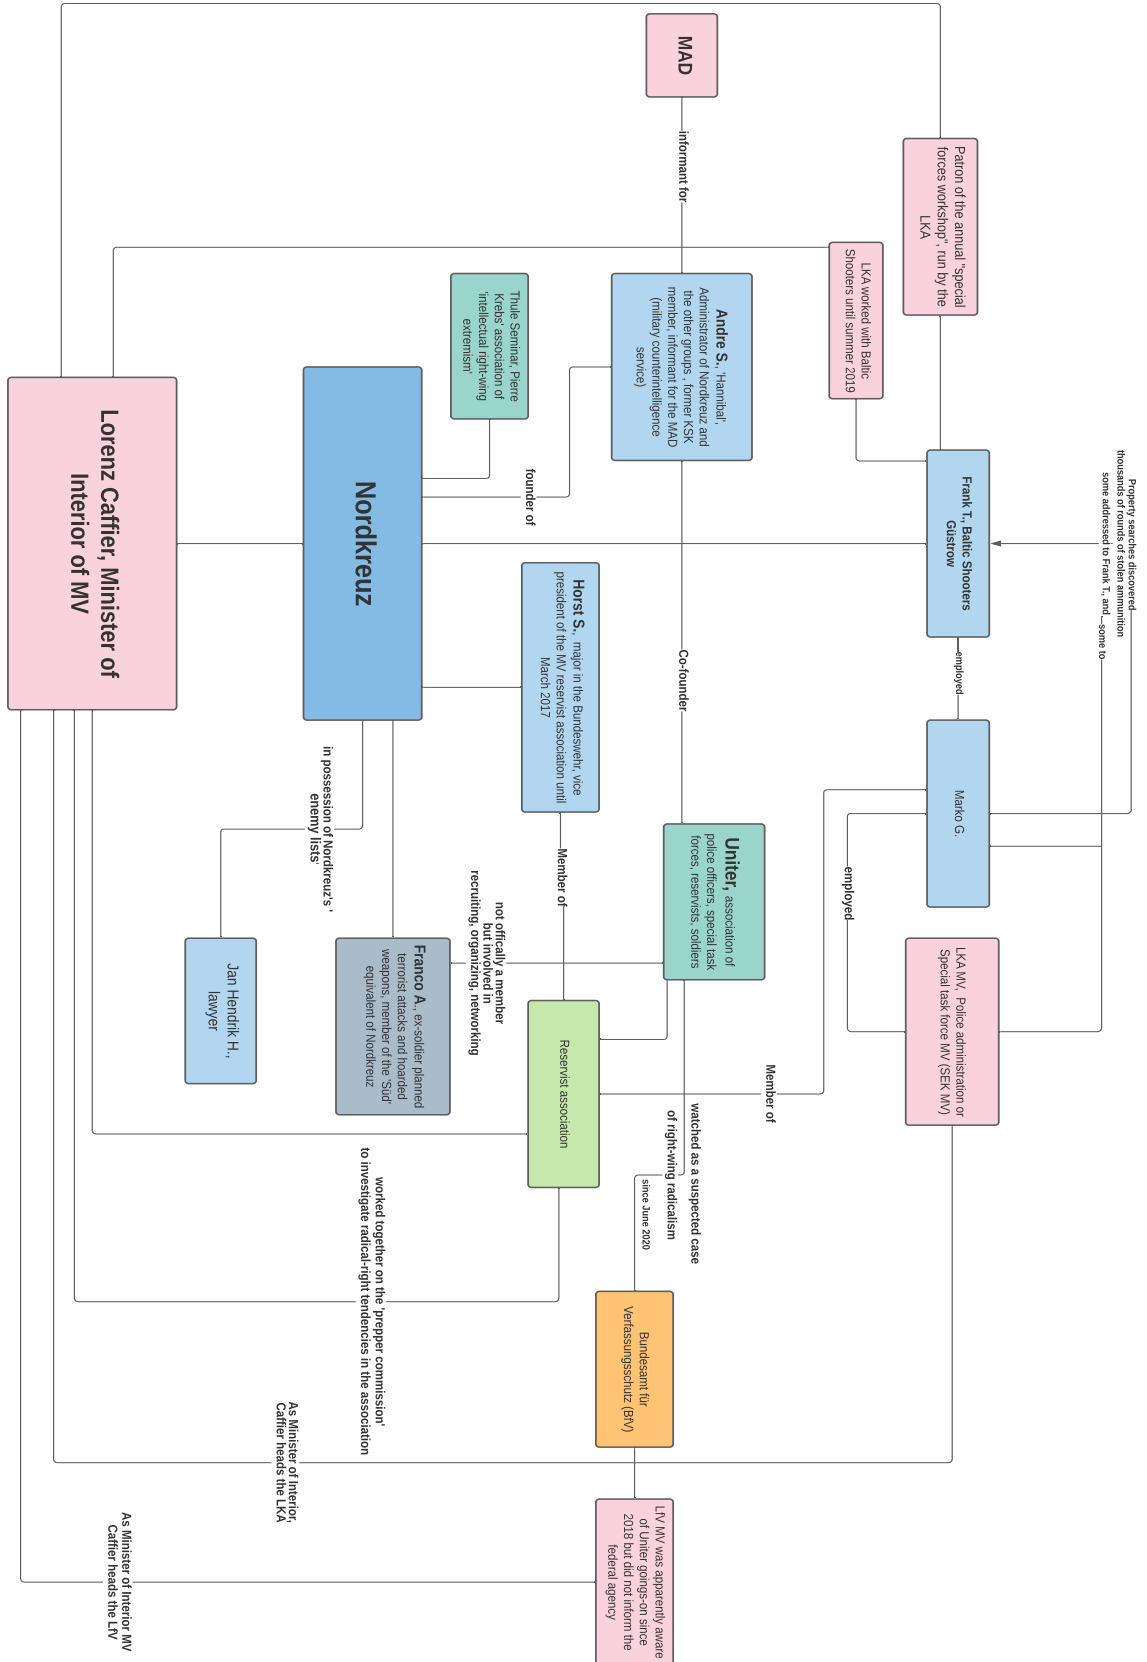 Property searches discovered
thousands of rounds of stolen ammunition
some addressed to Frank T., and
some to
Patron of the annual "special
forces workshop", run by the
LKA
Frank T., Baltic Shooters
Güstrow
employed
Marko G.
LKA MV, Police administration or
Special task force MV (SEK MV)
LKA worked with Baltic
Shooters until summer 2019
employed
MAD
informant for
Andre S., 'Hannibal',
Administrator of Nordkreuz and
the other groups , former KSK
member, informant for the MAD
(military counterintelligence
service)
Co-founder
Uniter, association of
police officers, special task
forces, reservists, soldiers
Member of
watched as a suspected case
of right-wing radicalism
since June 2020
Bundesamt für
Verfassungsschutz (BfV)
LfV MV was apparently aware
of Uniter goings-on since
2018 but did not inform the
federal agency
Thule Seminar, Pierre
Krebs' association of
'intellectual right-wing
extremism'
founder of
Horst S., major in the Bundeswehr, vice
president of the MV reservist association until
March 2017
Member of
Reservist association
not offically a member
but involved in
recruiting, organizing, networking
Nordkreuz
Franco A., ex-soldier planned
terrorist attacks and hoarded
weapons, member of the 'Süd'
equivalent of Nordkreuz
in possession of Nordkreuz's '
enemy lists'
Jan Hendrik H.,
lawyer
worked together on the 'prepper commission'
to investigate radical-right tendencies in the association
Lorenz Caffier, Minister of
Interior of MV
As Minister of Interior,
Caffier heads the LKA
As Minister of Interior MV
Caffier heads the LfV